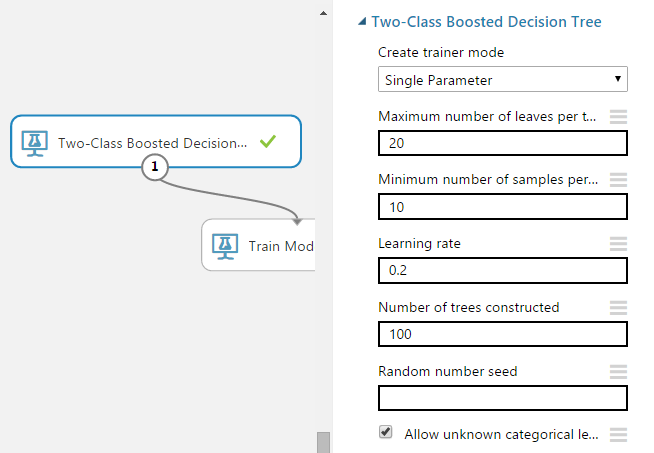 Two-Class Boosted Decision...
1
Train Mod
Two-Class Boosted Decision Tree
Create trainer mode
Single Parameter
Maximum number of leaves per t...
20
Minimum number of samples per...
10
Learning rate
0.2
Number of trees constructed
100
Random number seed
Allow unknown categorical le...